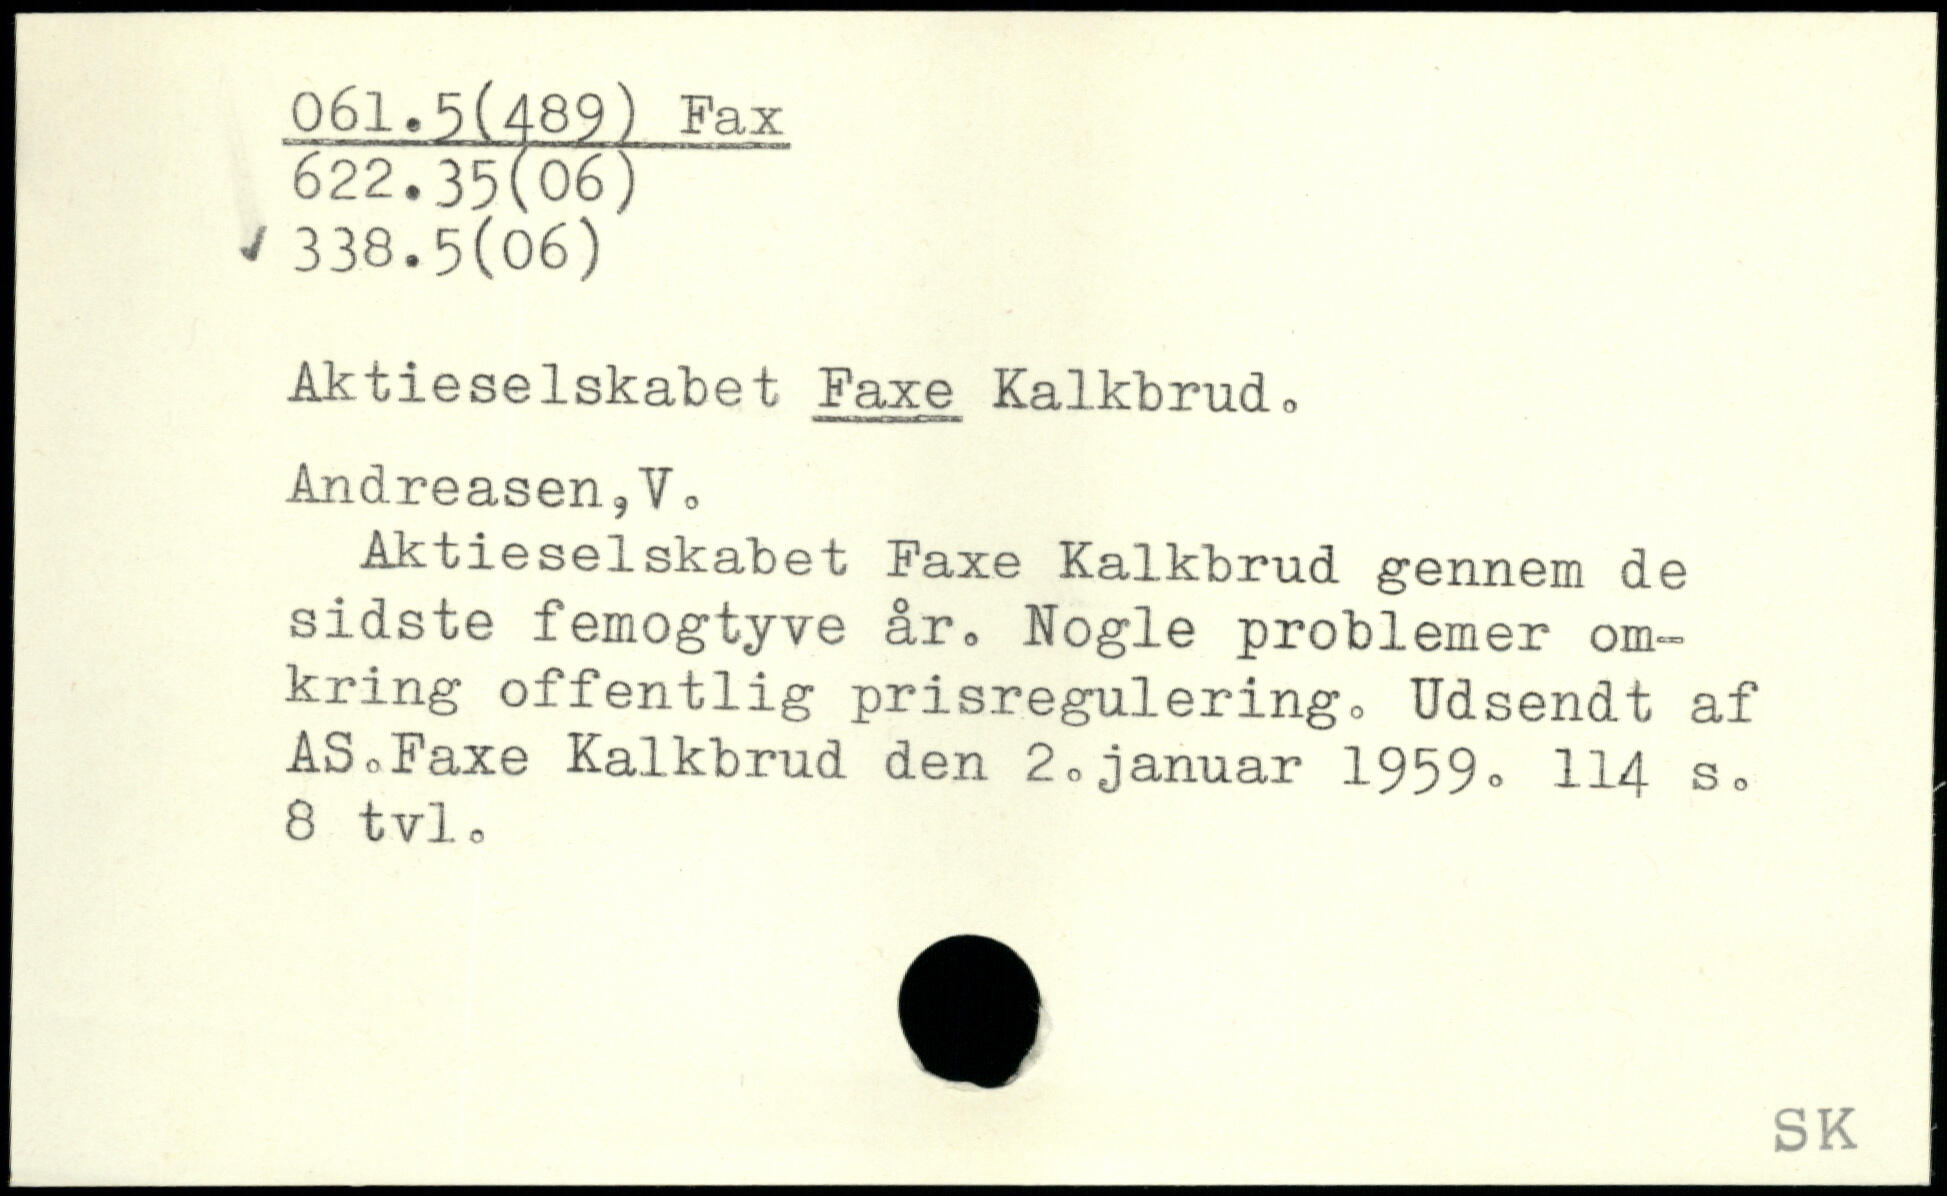 061.5(489) Fax
622.35(06)
338.5(06)
Aktieselskabet Faxe Kalkbrud.
Andreasen,V.
Aktieselskabet Faxe Kalkbrud gennem de
sidste femogtyve år. Nogle problemer om-
kring offentlig prisregulering. Udsendt af
AS.Faxe Kalkbrud den 2.januar 1959. 114 s.
8 tvl.
SK